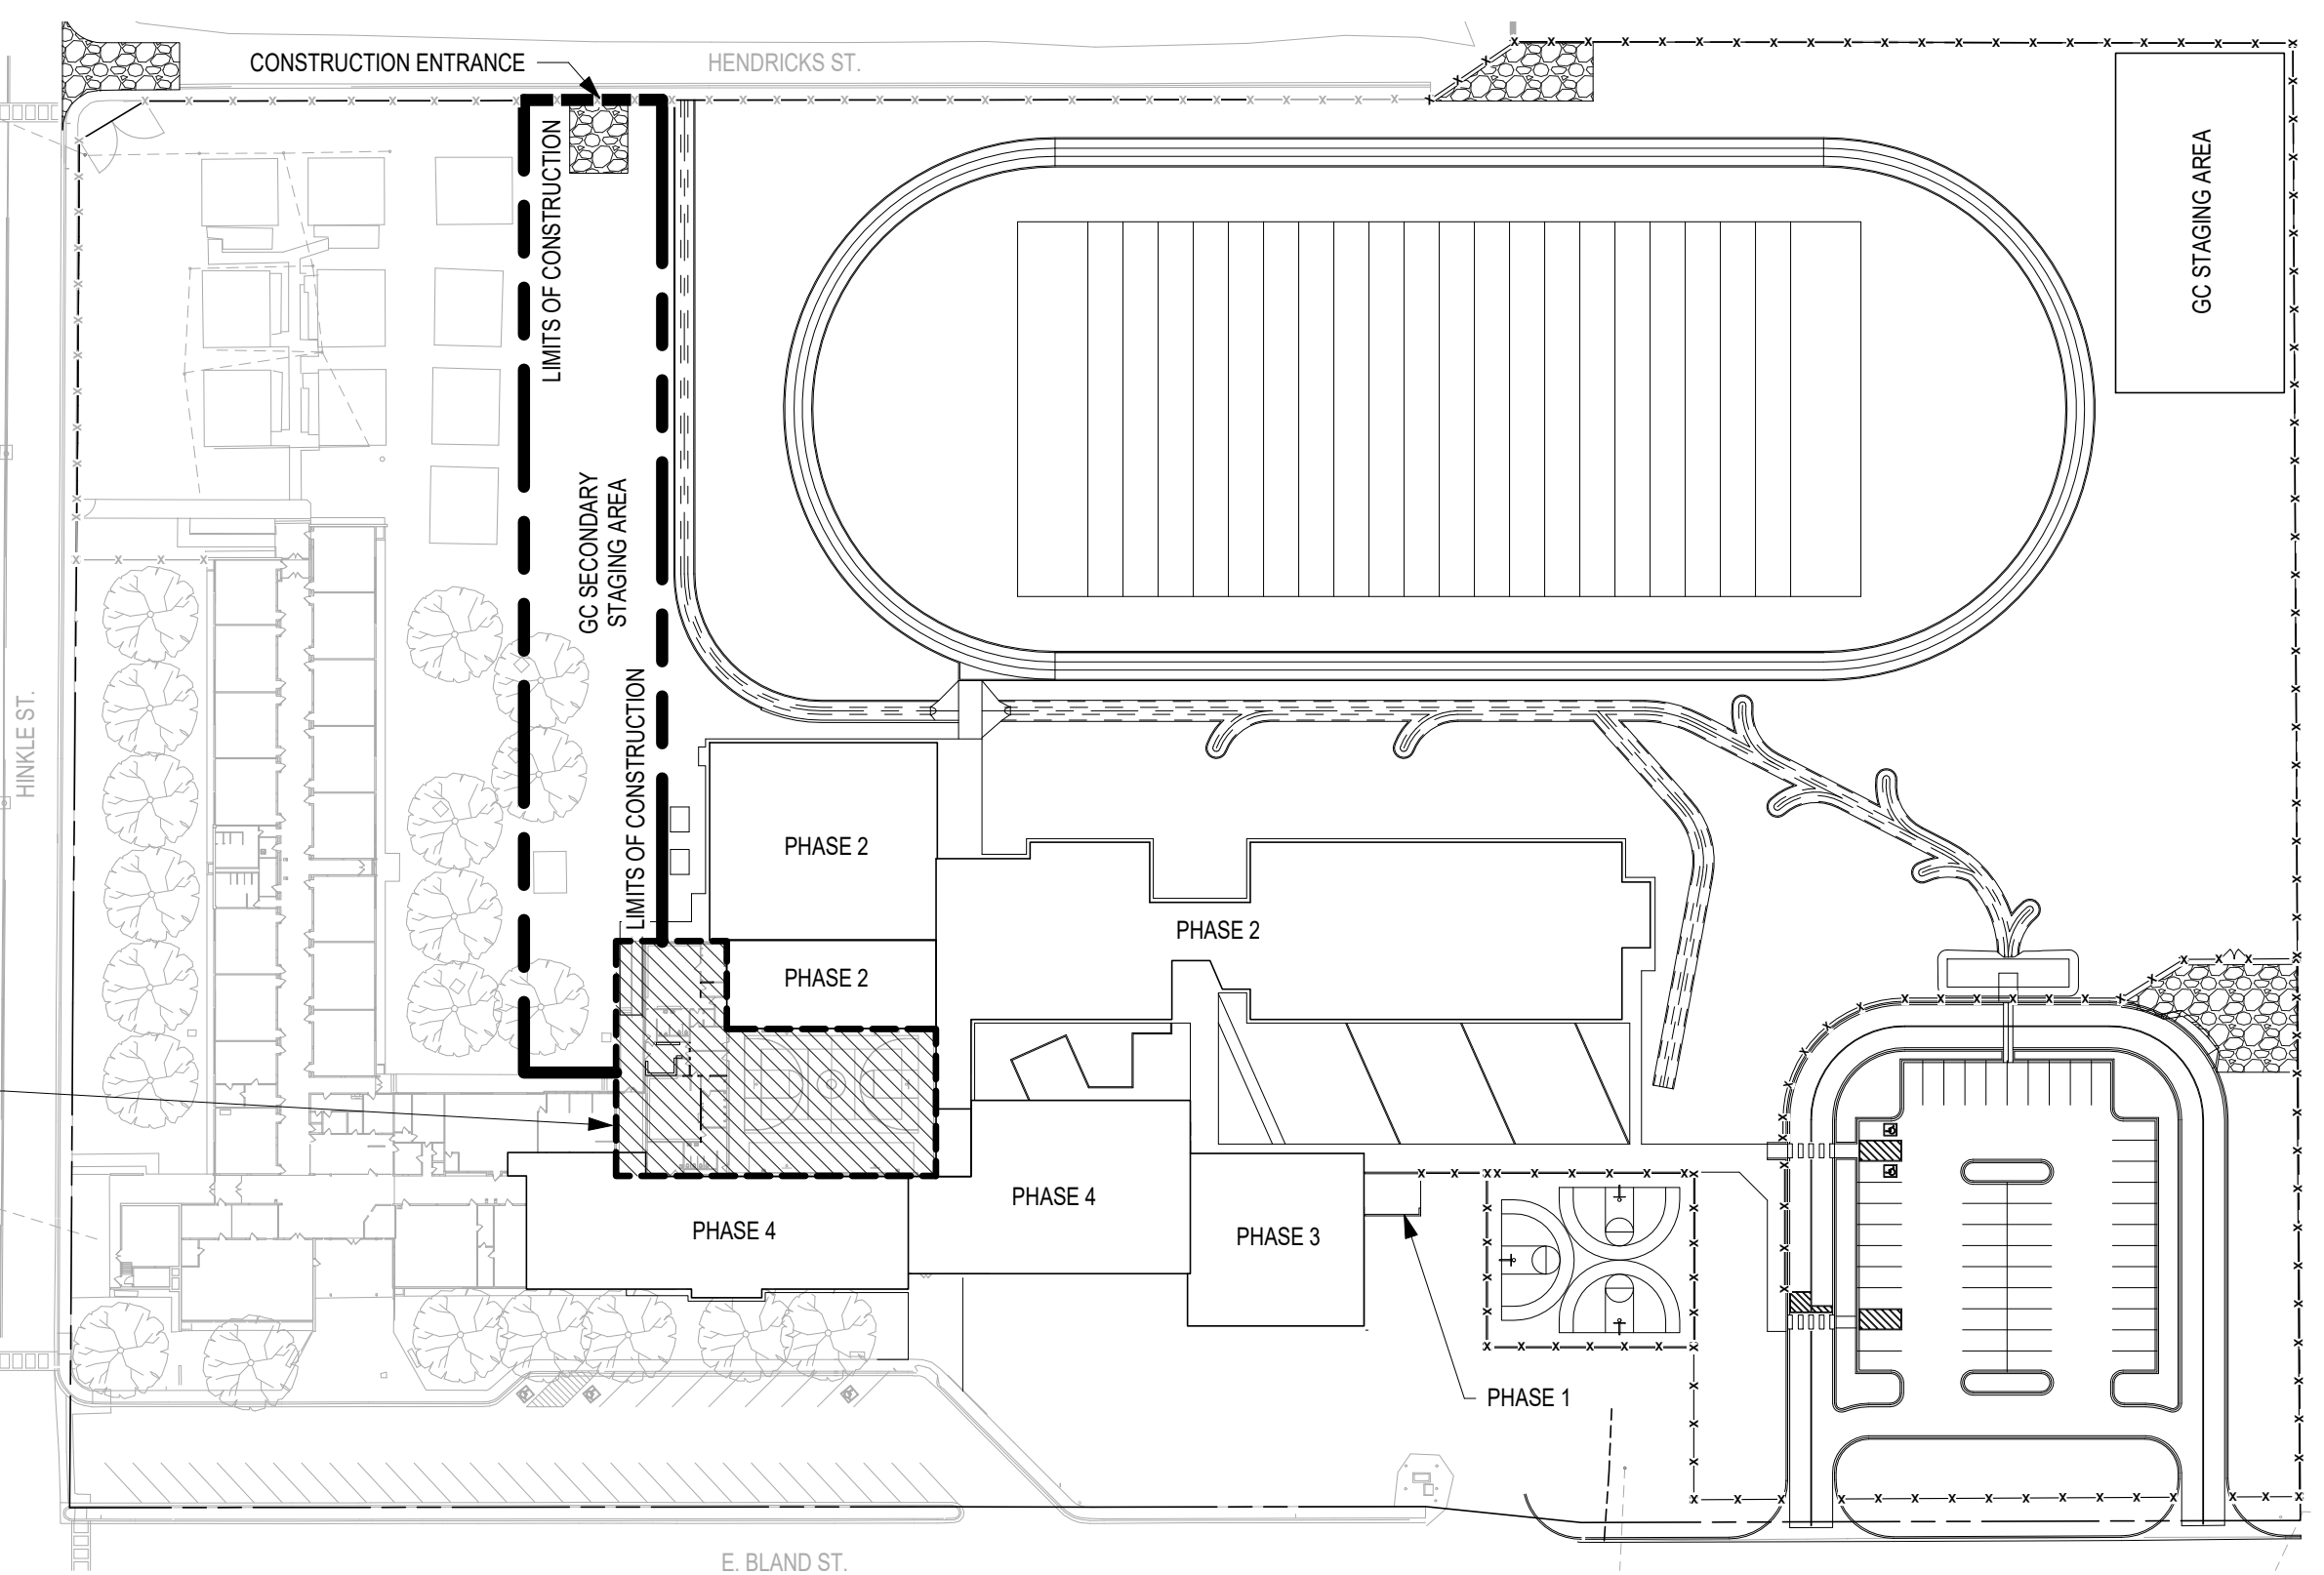 CONSTRUCTION ENTRANCE
HENDRICKS ST.
LIMITS OF CONSTRUCTION
GC STAGING AREA
GC SECONDARY
STAGING AREA
LIMITS OF CONSTRUCTION
HINKLE ST.
PHASE 2
PHASE 2
PHASE 2
PHASE 4
PHASE 4
PHASE 3
PHASE 1
E. BLAND ST.